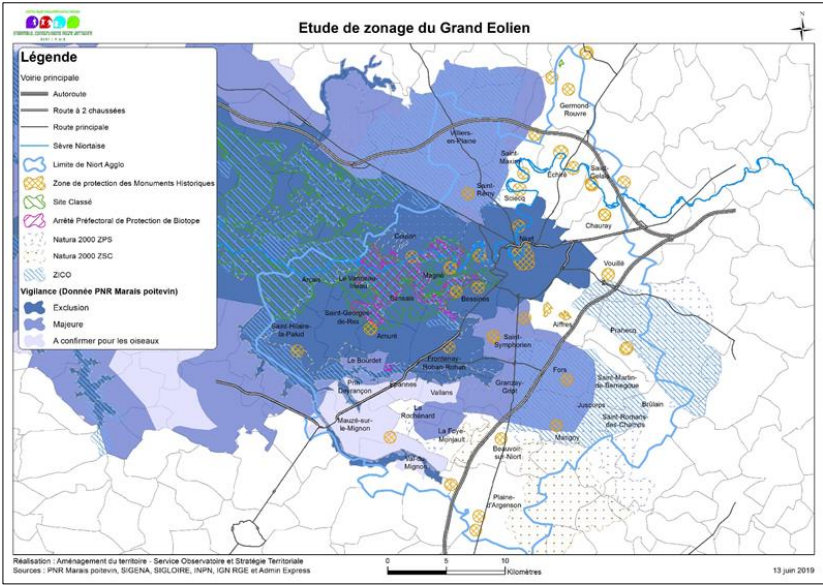 Etude de zonage du Grand Eolien
Légende
Voirie principale
Autoroute
Route à 2 chaussées
Route principale
Sèvre Niortaise
Limite de Niort Agglo
Zone de protection des Monuments Historiques
Site Classé
Arrêté Préfectoral de Protection de Biotope
Natura 2000 ZPS
Natura 2000 ZSC
ZICO
Vigilance (Donnée PNR Marais poitevin)
Exclusion
Majeure
A confirmer pour les oiseaux
Germond-
Rouvre
Villiers-
en-Plaine
Saint-
Maxire
Échiré
Saint-
Gelais
Saint-
Rémy
Sciecq
Chauray
Niort
Coulon
Vouillé
Magné
Arçais
Le Vanneau-
Irleau
Sansais
Bessines
Saint-Georges-
de-Rex
Amuré
Saint-Hilaire-
la-Palud
Aiffres
Saint-
Symphorien
Prahecq
Frontenay-
Rohan-Rohan
Le Bourdet
Fors
Saint-Martin-
de-Bernegoue
Prin-
Deyrançon
Épannes
Vallans
Granzay-
Gript
Juscorps
Brûlain
Saint-Romans-
des-Champs
La
Rochénard
Mauzé-sur-
le-Mignon
La Foye-
Monjault
Marigny
Beauvoir-
sur-Niort
Val-du-
Mignon
Plaine-
d'Argenson
Réalisation : Aménagement du territoire - Service Observatoire et Stratégie Territoriale
Sources : PNR Marais poitevin, SIGENA, SIGLOIRE, INPN, IGN RGE et Admin Express
0 5 10
Kilomètres
13 juin 2019